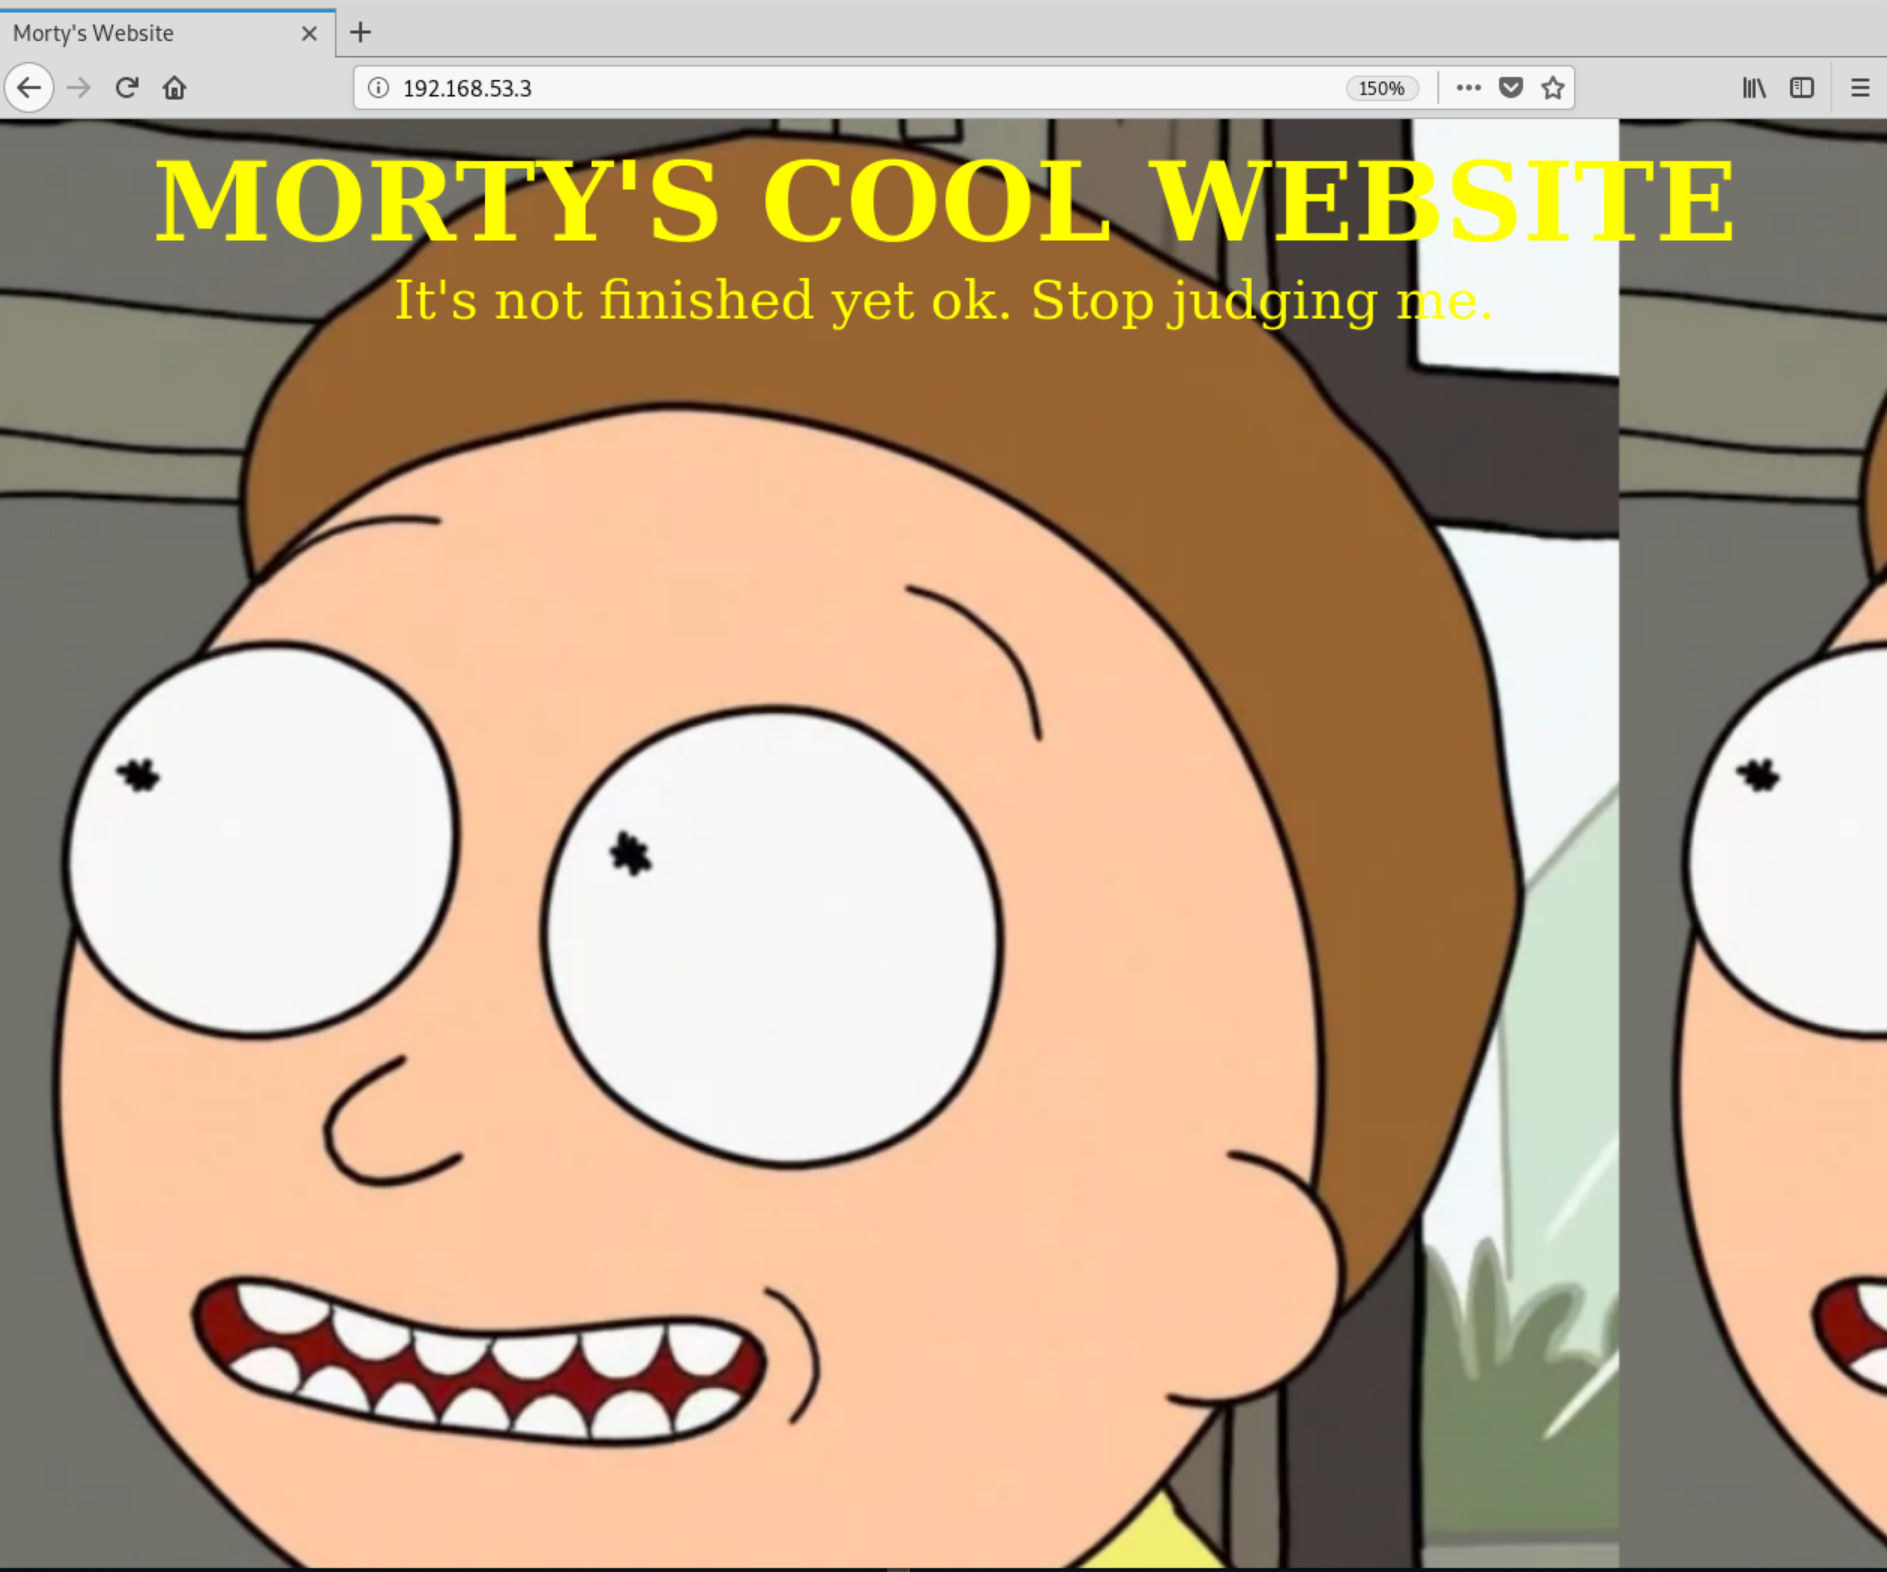 Morty's Website
192.168.53.3
150%
MORTY'S COOL WEBSITE
It's not finished yet ok. Stop judging me.